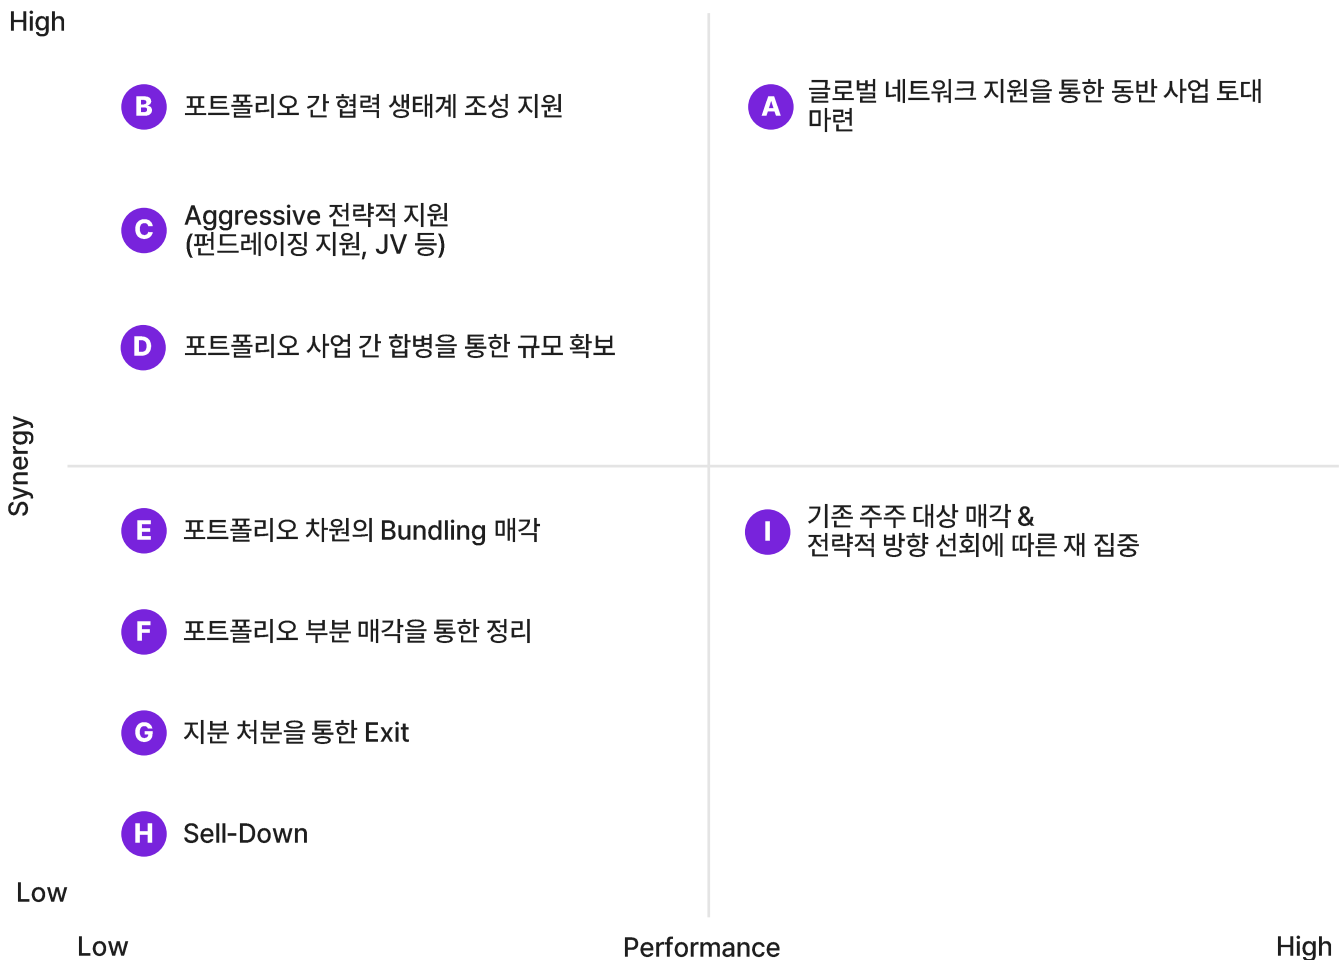 High
B 포트폴리오 간 협력 생태계 조성 지원
A 글로벌 네트워크 지원을 통한 동반 사업 토대
마련
C Aggressive 전략적 지원
(펀드레이징 지원, JV 등)
D 포트폴리오 사업 간 합병을 통한 규모 확보
Synergy
E 포트폴리오 차원의 Bundling 매각
I 기존 주주 대상 매각 &
전략적 방향 선회에 따른 재 집중
F 포트폴리오 부분 매각을 통한 정리
G 지분 처분을 통한 Exit
H Sell-Down
Low
Low
Performance
High